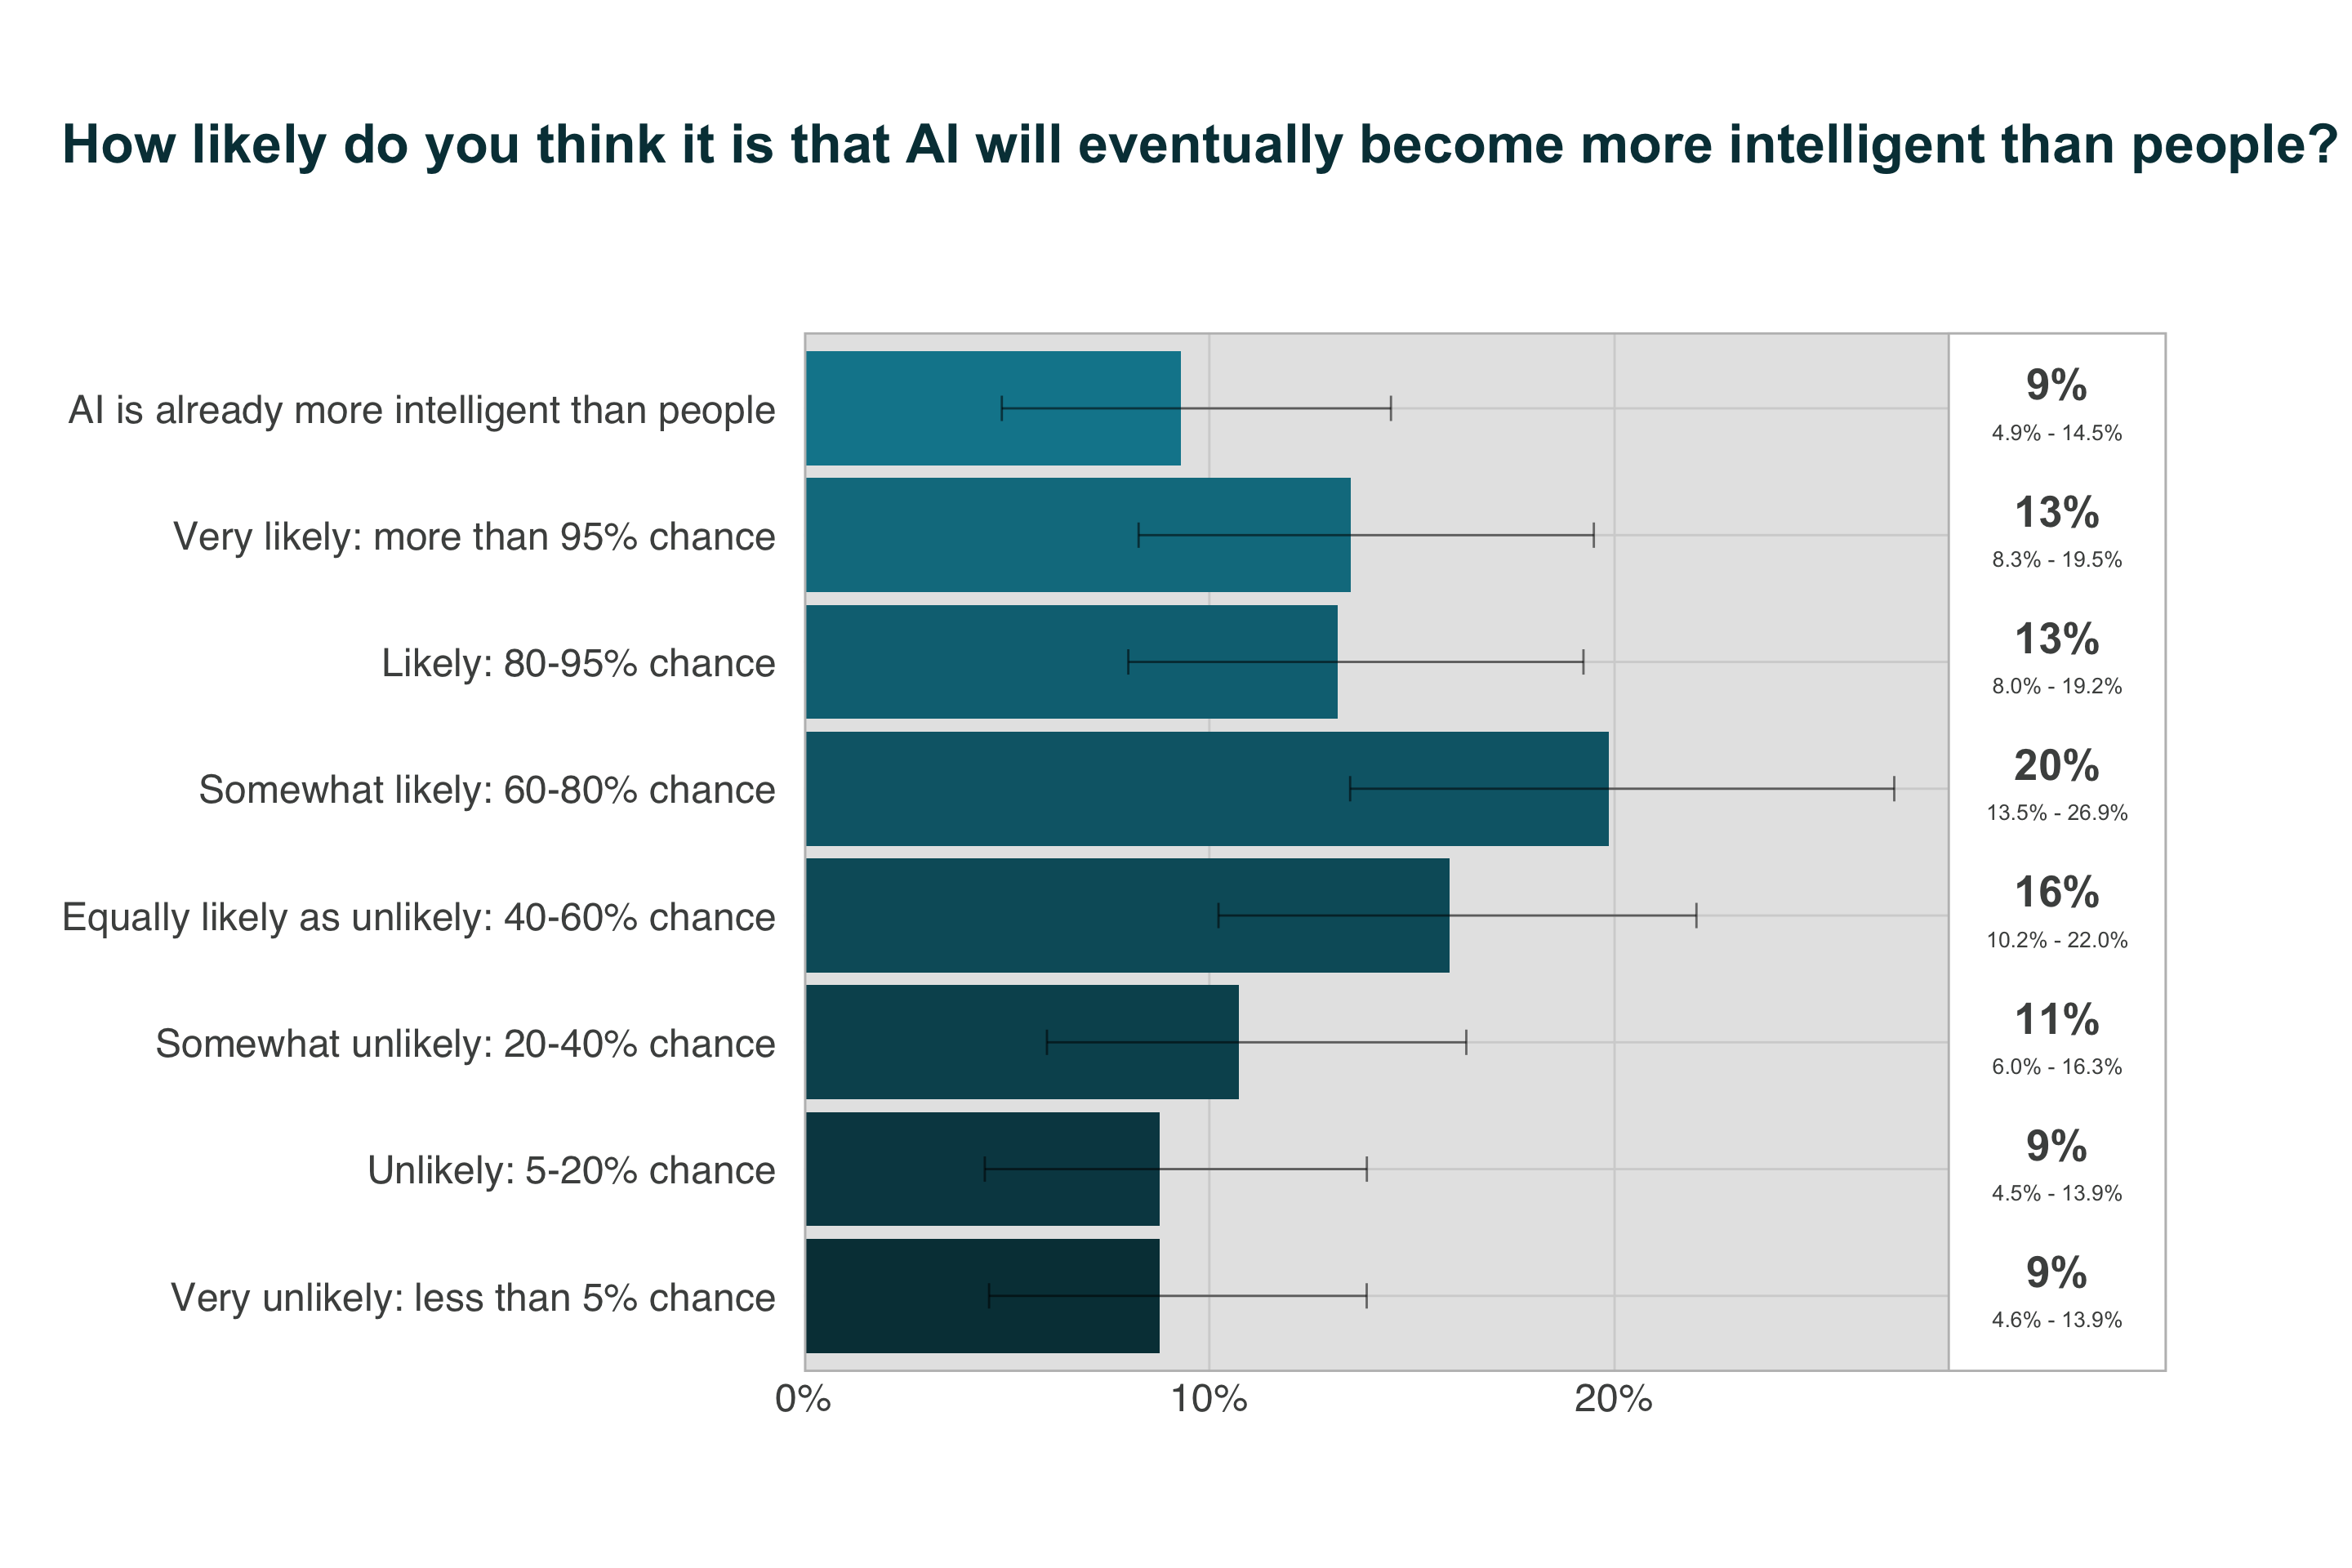 How likely do you think it is that AI will eventually become more intelligent than people?
AI is already more intelligent than people
9%
4.9% - 14.5%
Very likely: more than 95% chance
13%
8.3% - 19.5%
Likely: 80-95% chance
13%
8.0% - 19.2%
Somewhat likely: 60-80% chance
20%
13.5% - 26.9%
Equally likely as unlikely: 40-60% chance
16%
10.2% - 22.0%
Somewhat unlikely: 20-40% chance
11%
6.0% - 16.3%
Unlikely: 5-20% chance
9%
4.5% - 13.9%
Very unlikely: less than 5% chance
9%
4.6% - 13.9%
0% 10% 20%